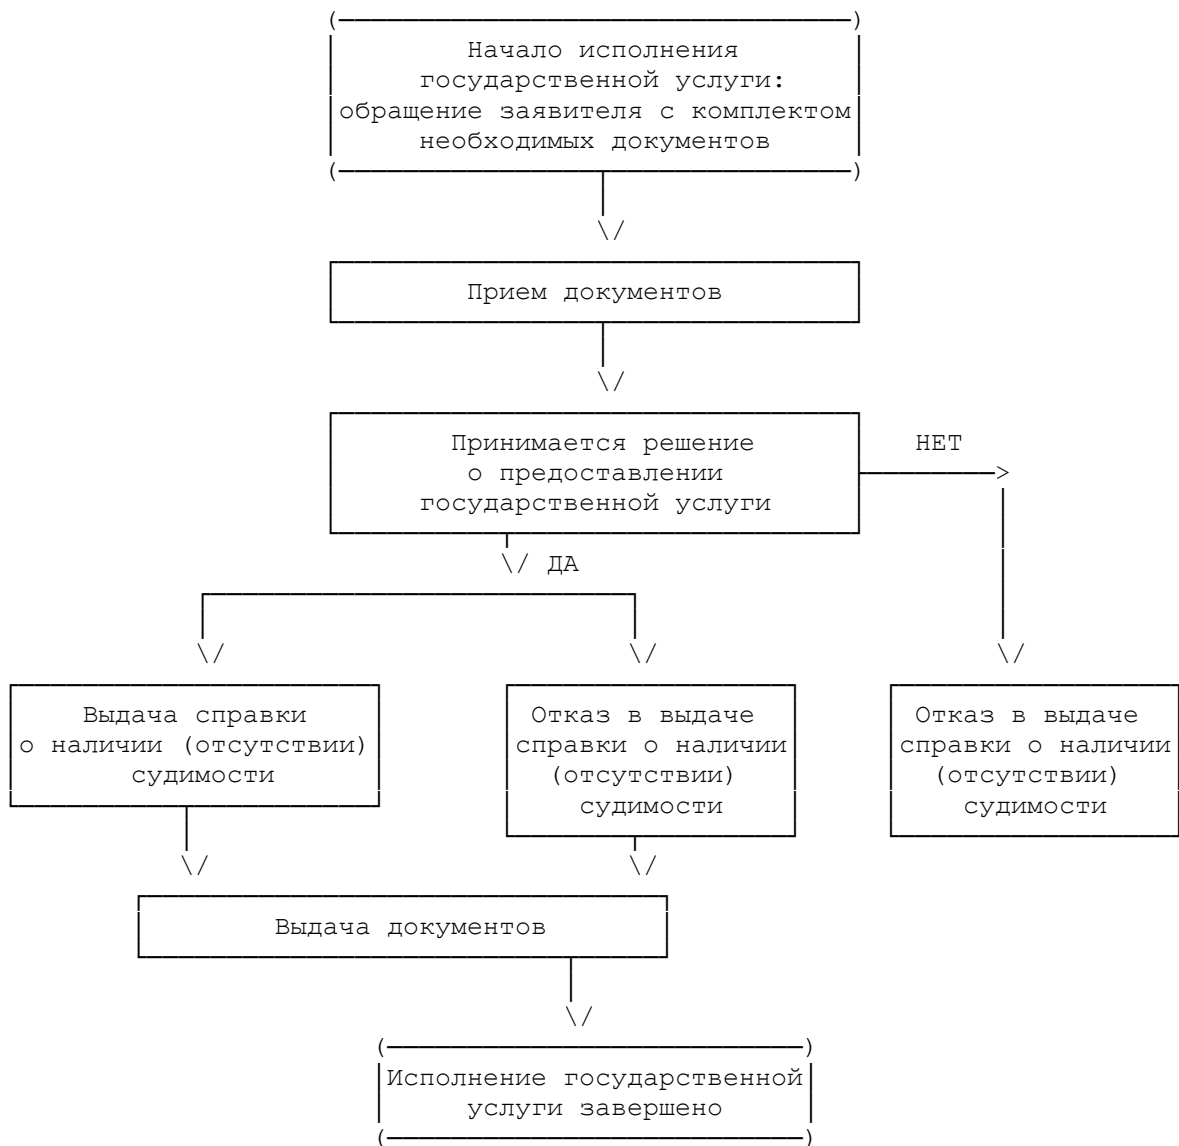 Начало исполнения
государственной услуги:
обращение заявителя с комплектом
необходимых документов
Прием документов
Принимается решение
о предоставлении
государственной услуги
НЕТ
ДА
Выдача справки
о наличии (отсутствии)
судимости
Отказ в выдаче
справки о наличии
(отсутствии)
судимости
Отказ в выдаче
справки о наличии
(отсутствии)
судимости
Выдача документов
Исполнение государственной
услуги завершено